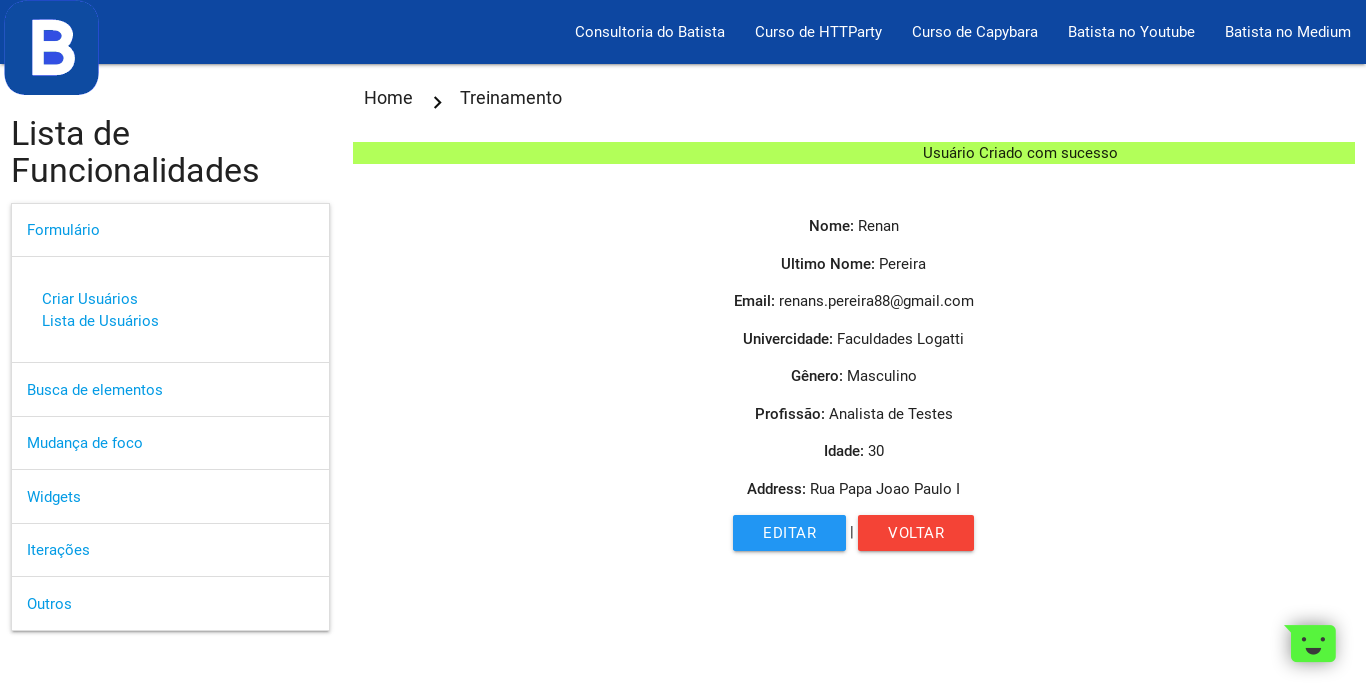 B
Consultoria do Batista Curso de HTTParty Curso de Capybara Batista no Youtube Batista no Medium
Home Treinamento
Lista de
Funcionalidades
Formulário
Criar Usuários
Lista de Usuários
Busca de elementos
Mudança de foco
Widgets
Iterações
Outros
Usuário Criado com sucesso
Nome: Renan
Ultimo Nome: Pereira
Email: renans.pereira88@gmail.com
Univercidade: Faculdades Logatti
Gênero: Masculino
Profissão: Analista de Testes
Idade: 30
Address: Rua Papa Joao Paulo I
EDITAR | VOLTAR